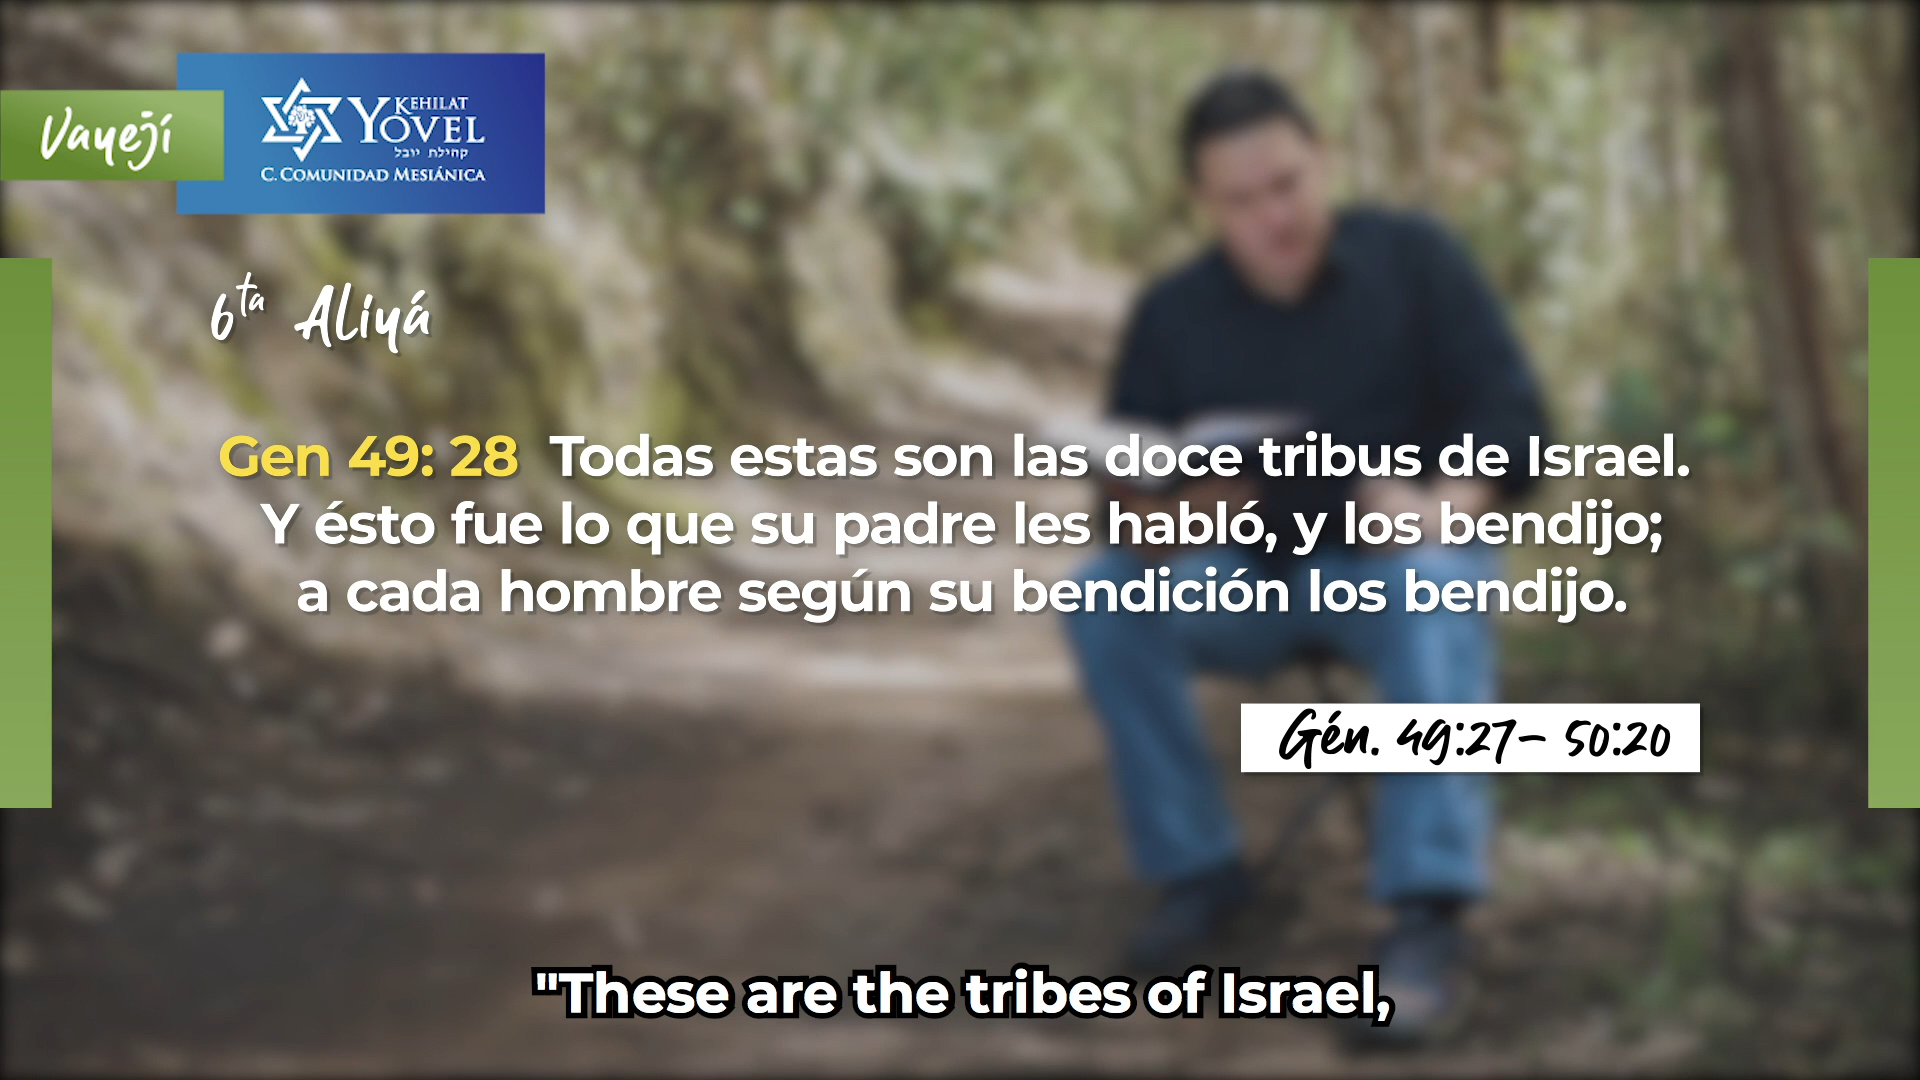 Vayejí
KEHILAT
YOVEL
קהילת יובל
C. COMUNIDAD MESIÁNICA
6ta ALiyá
Gen 49: 28 Todas estas son las doce tribus de Israel.
Y ésto fue lo que su padre les habló, y los bendijo;
a cada hombre según su bendición los bendijo.
Gén. 49:27– 50:20
"These are the tribes of Israel,